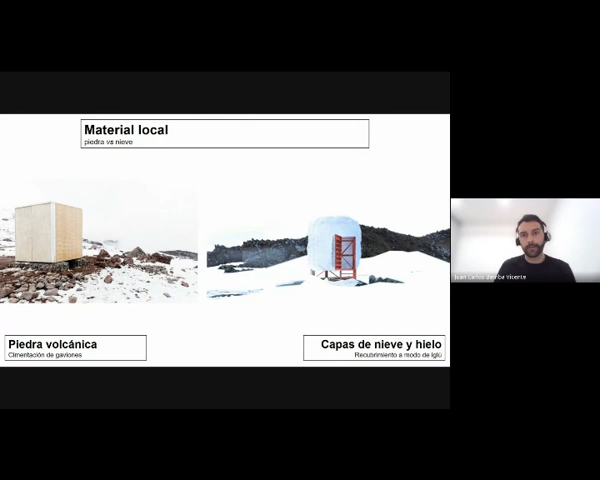 Material local
piedra vs nieve
Piedra volcánica
Cimentación de gaviones
Capas de nieve y hielo
Recubrimiento a modo de iglú
Juan Carlos Vicente